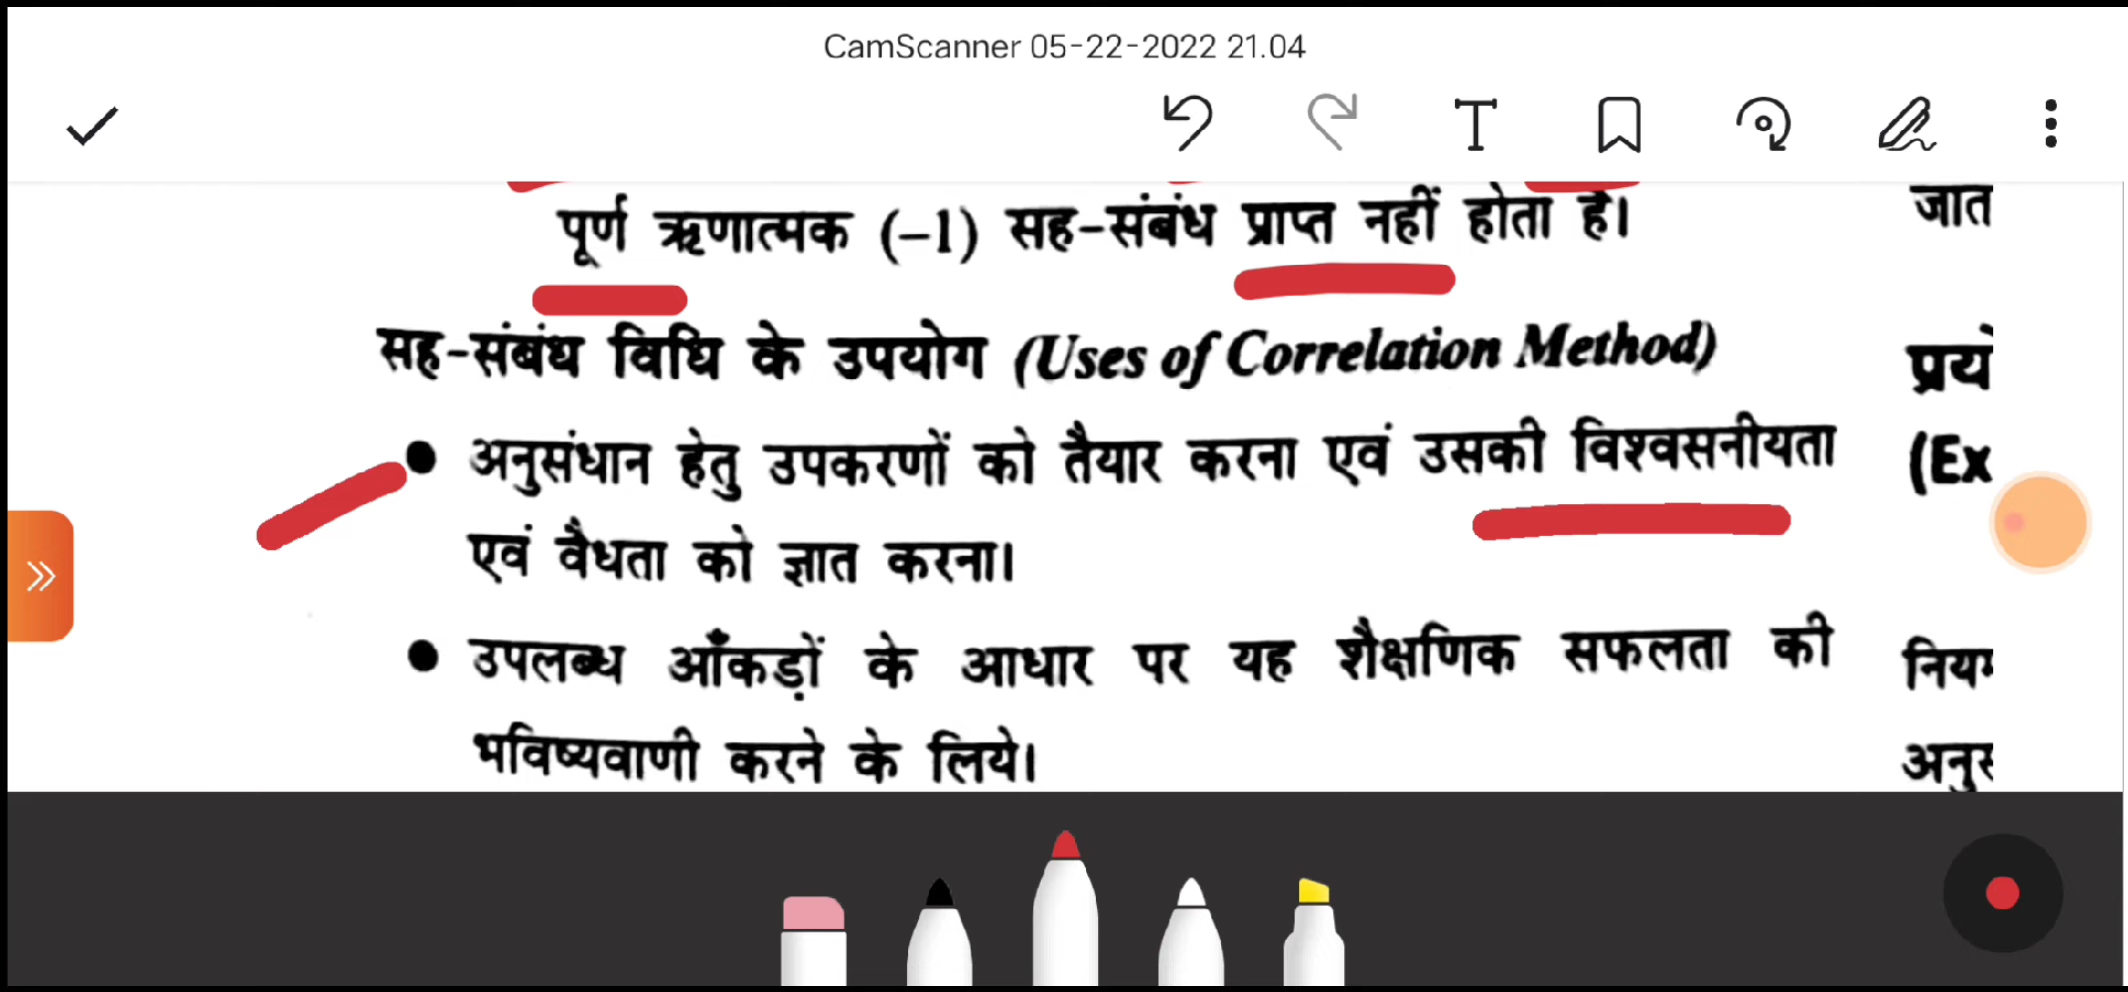 CamScanner 05-22-2022 21.04
पूर्ण ऋणात्मक (–1) सह-संबंध प्राप्त नहीं होता है।
सह-संबंध विधि के उपयोग (Uses of Correlation Method)
● अनुसंधान हेतु उपकरणों को तैयार करना एवं उसकी विश्वसनीयता
एवं वैधता को ज्ञात करना।
● उपलब्ध आँकड़ों के आधार पर यह शैक्षणिक सफलता की
भविष्यवाणी करने के लिये।
जात
(Ex